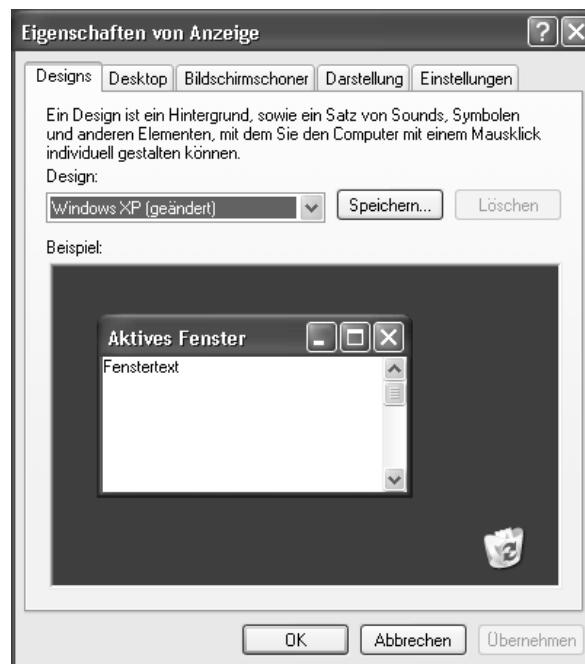 Eigenschaften von Anzeige
Designs Desktop Bildschirmschoner Darstellung Einstellungen
Ein Design ist ein Hintergrund, sowie ein Satz von Sounds, Symbolen
und anderen Elementen, mit dem Sie den Computer mit einem Mausklick
individuell gestalten können.
Design:
Windows XP (geändert) Speichern... Löschen
Beispiel:
Aktives Fenster
Fenstertext
OK Abbrechen Übernehmen